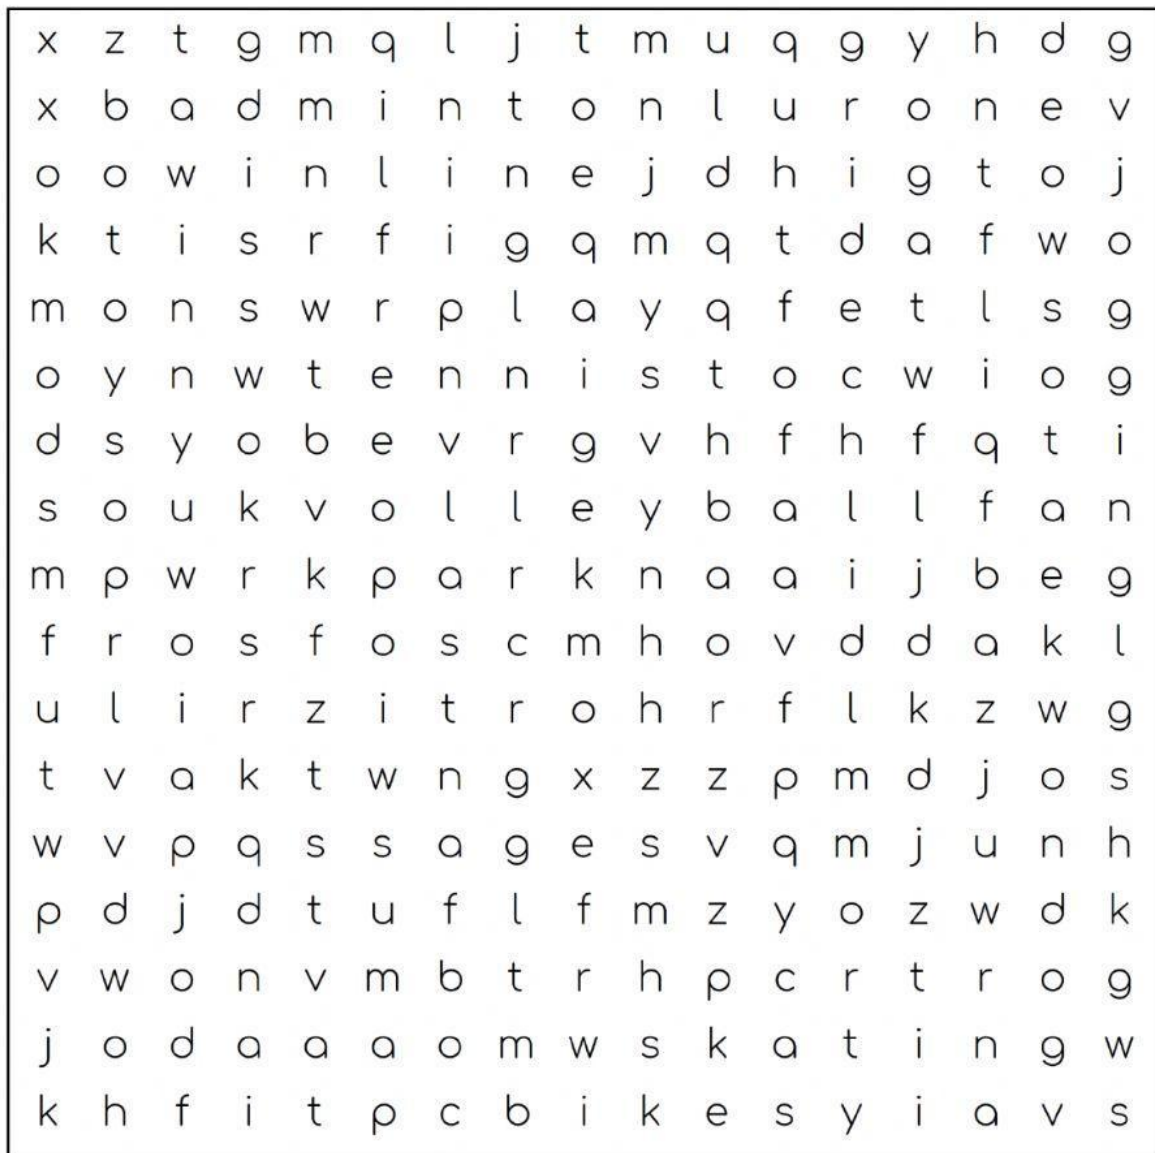 x z t g m q l j t m u q g y h d g
x b a d m i n t o n l u r o n e v
o o w i n l i n e j d h i g t o j
k t i s r f i g q m q t d a f w o
m o n s w r p l a y q f e t l s g
o y n w t e n n i s t o c w i o g
d s y o b e v r g v h f h f q t i
s o u k v o l l e y b a l l f a n
m p w r k p a r k n a a i j b e g
f r o s f o s c m h o v d d a k l
u l i r z i t r o h r f l k z w g
t v a k t w n g x z z p m d j o s
w v p q s s a g e s v q m j u n h
p d j d t u f l f m z y o z w d k
v w o n v m b t r h p c r t r o g
j o d a a a o m w s k a t i n g w
k h f i t p c b i k e s y i a v s